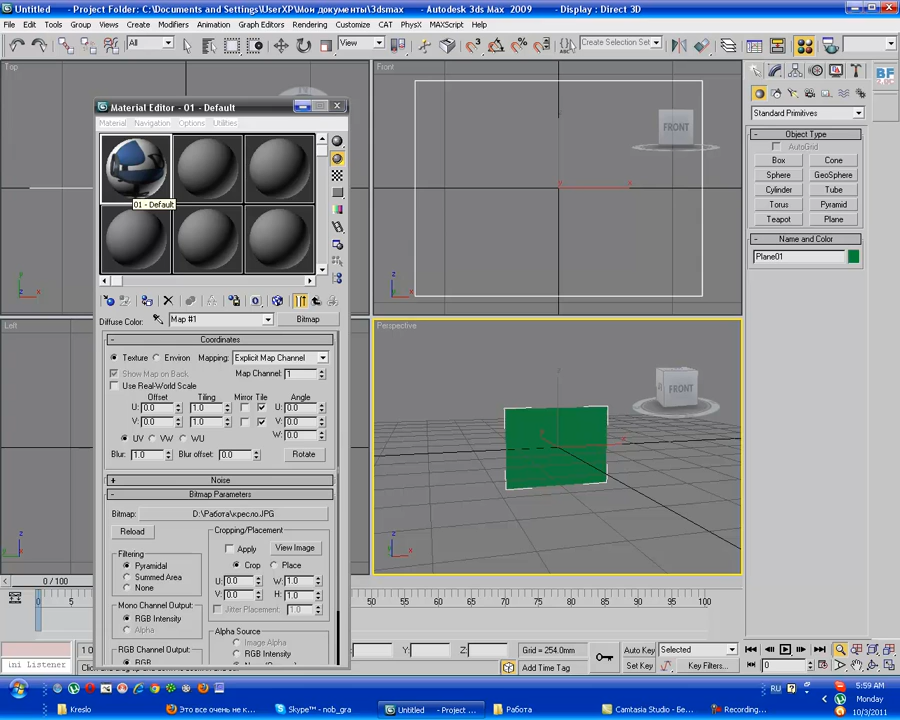 Untitled - Project Folder: C:\Documents and Settings\UserXP\Мои документы\3dsmax - Autodesk 3ds Max 2009 - Display : Direct 3D
File Edit Tools Group Views Create Modifiers Animation Graph Editors Rendering Customize CAT PhysX MAXScript Help
All View Create Selection Set
Top Front
FRONT
Material Editor - 01 - Default
Material Navigation Options Utilities
01 - Default
Diffuse Color: Map #1 Bitmap
Coordinates
Texture Environ Mapping: Explicit Map Channel
Show Map on Back Map Channel: 1
Use Real-World Scale
Offset Tiling Mirror Tile Angle
U: 0.0 1.0 U: 0.0
V: 0.0 1.0 V: 0.0
UV VW WU W: 0.0
Blur: 1.0 Blur offset: 0.0 Rotate
Noise
Bitmap Parameters
Bitmap: D:\Работа\кресло.JPG
Reload Cropping/Placement
Apply View Image
Filtering
Pyramidal Crop Place
Summed Area U: 0.0 W: 1.0
None V: 0.0 H: 1.0
Jitter Placement: 1.0
Mono Channel Output:
RGB Intensity
Alpha Alpha Source
Image Alpha
RGB Channel Output: RGB Intensity
RGB
Left
Perspective
FRONT
Standard Primitives
Object Type
AutoGrid
Box Cone
Sphere GeoSphere
Cylinder Tube
Torus Pyramid
Teapot Plane
Name and Color
Plane01
BF
0 / 100
0 5 50 55 60 65 70 75 80 85 90 95 100
Y: Z: Grid = 254.0mm Auto Key Selected
ini Listener Add Time Tag Set Key Key Filters... 0
RU 5:59 AM
Monday
10/3/2011
Kreslo Это все очень не к... Skype™ - nob_gra Untitled - Project ... Работа Camtasia Studio - Be... Recording...